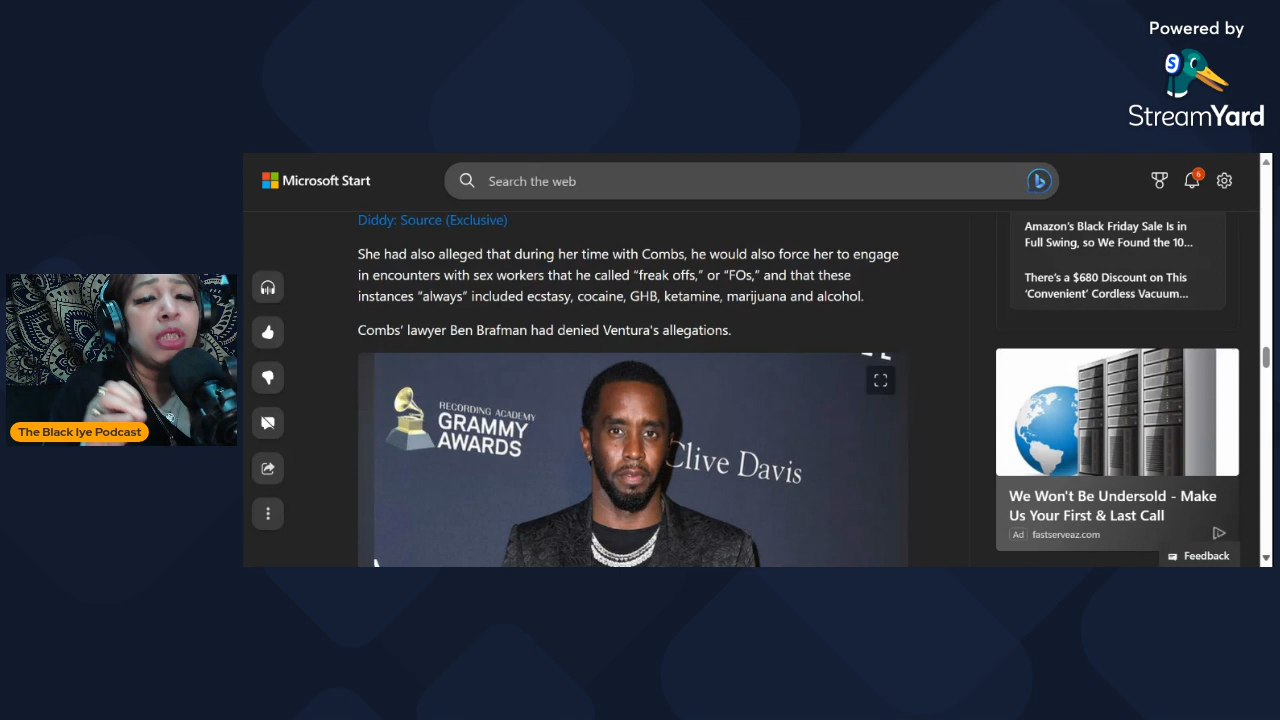 Powered by
StreamYard
Microsoft Start
Search the web
6
Diddy: Source (Exclusive)
She had also alleged that during her time with Combs, he would also force her to engage
in encounters with sex workers that he called “freak offs,” or “FOs,” and that these
instances “always” included ecstasy, cocaine, GHB, ketamine, marijuana and alcohol.
Combs’ lawyer Ben Brafman had denied Ventura's allegations.
RECORDING ACADEMY
GRAMMY
AWARDS
Clive Davis
Amazon’s Black Friday Sale Is in
Full Swing, so We Found the 10...
There’s a $680 Discount on This
‘Convenient’ Cordless Vacuum...
We Won't Be Undersold - Make
Us Your First & Last Call
Ad fastserveaz.com
Feedback
The Black Iye Podcast